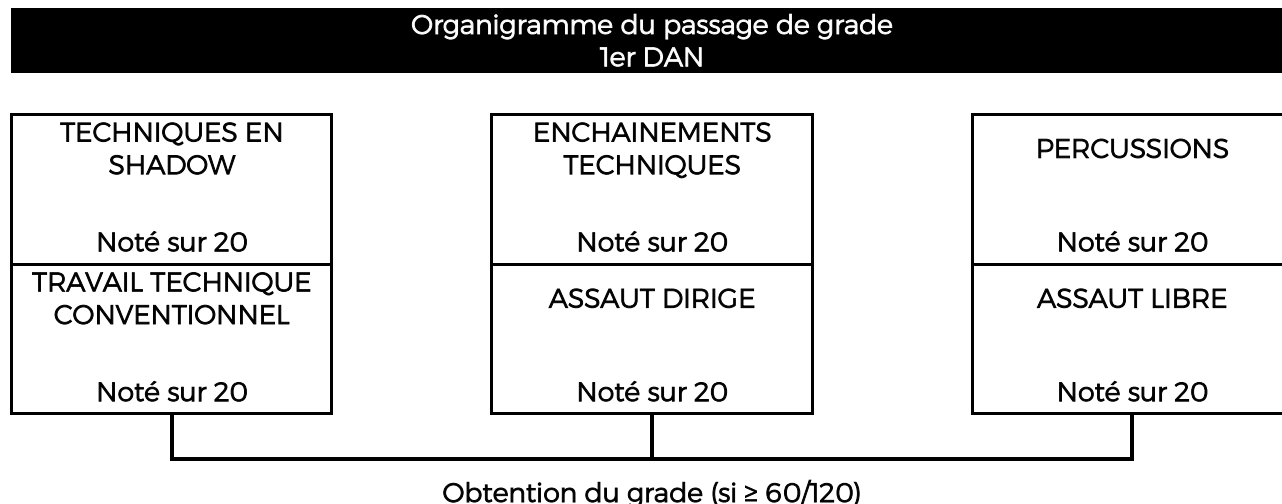 Organigramme du passage de grade
1er DAN
TECHNIQUES EN
SHADOW
Noté sur 20
TRAVAIL TECHNIQUE
CONVENTIONNEL
Noté sur 20
ENCHAINEMENTS
TECHNIQUES
Noté sur 20
ASSAUT DIRIGE
Noté sur 20
PERCUSSIONS
Noté sur 20
ASSAUT LIBRE
Noté sur 20
Obtention du grade (si ≥ 60/120)